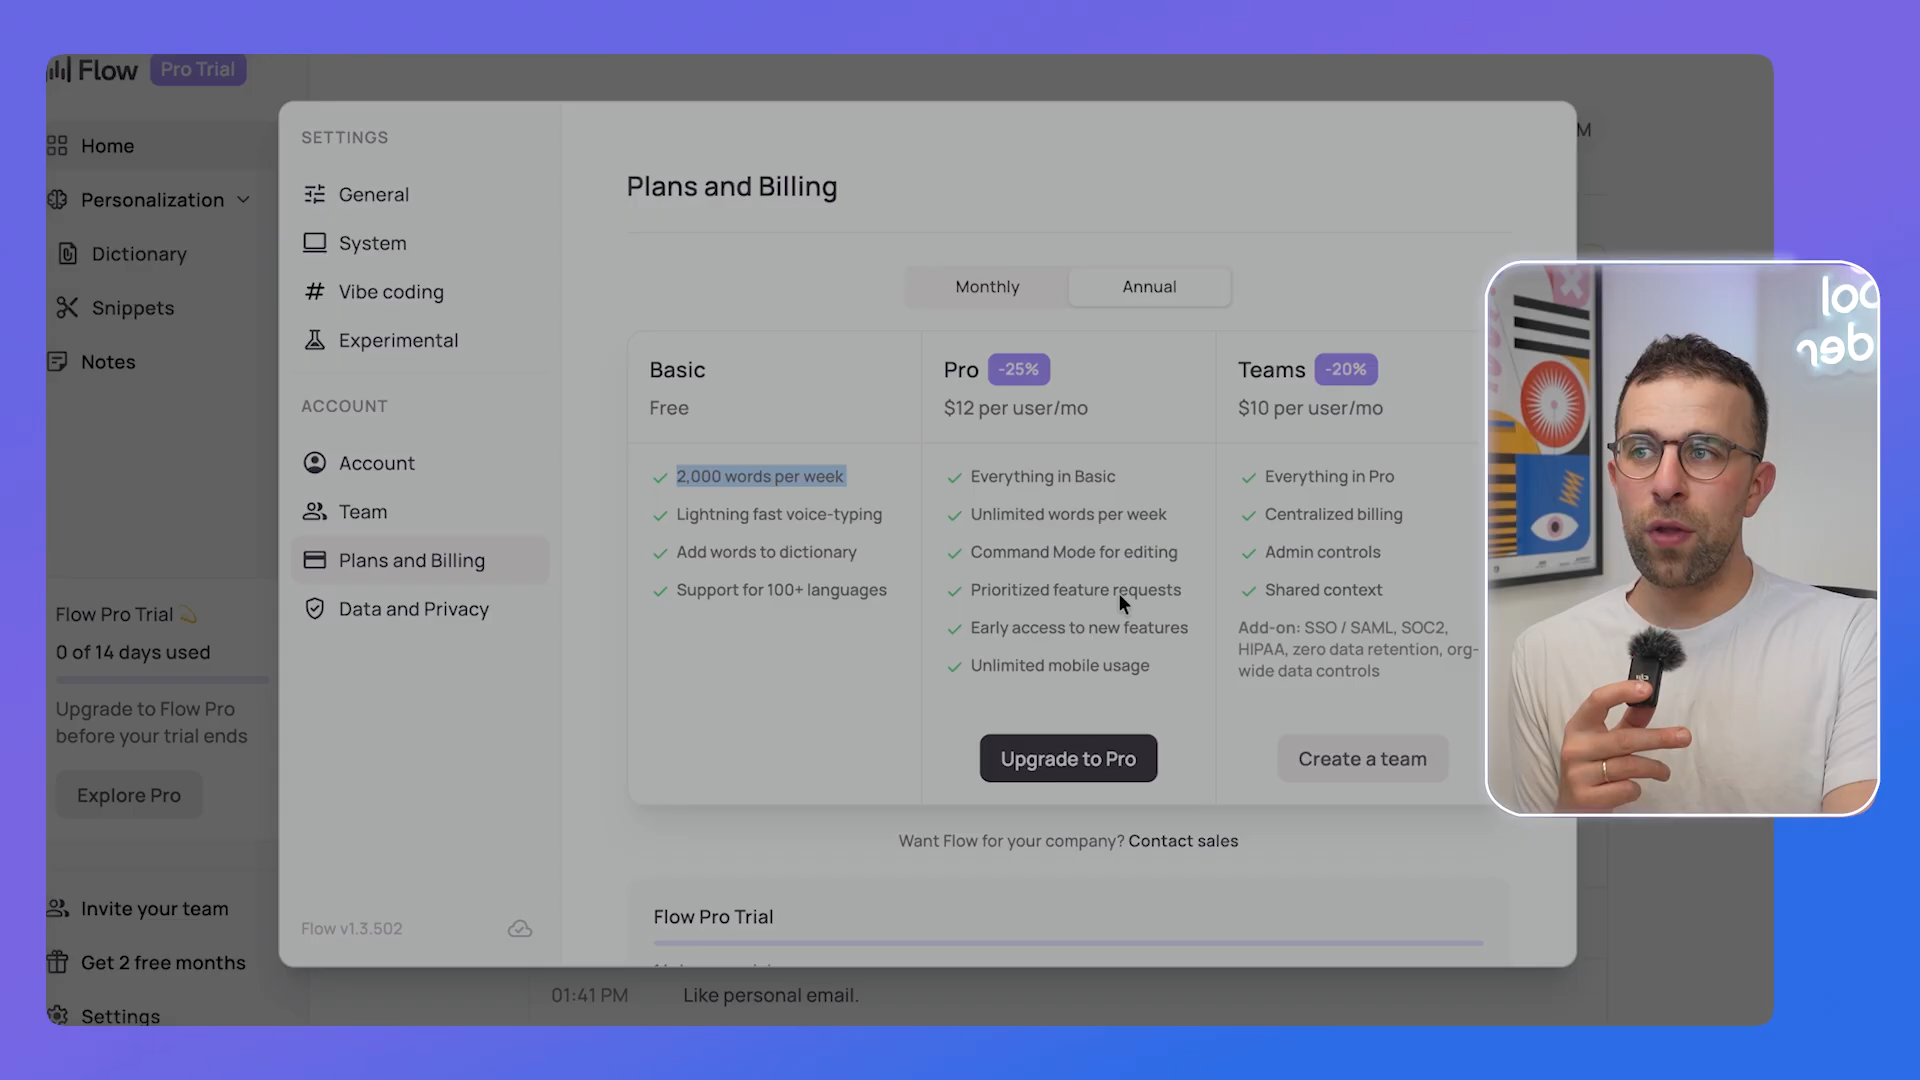 Flow
Pro Trial
Home
Personalization
Dictionary
Snippets
Notes
Flow Pro Trial
0 of 14 days used
Upgrade to Flow Pro
before your trial ends
Explore Pro
Invite your team
Get 2 free months
Settings
SETTINGS
General
System
Vibe coding
Experimental
ACCOUNT
Account
Team
Plans and Billing
Data and Privacy
Flow v1.3.502
Plans and Billing
Monthly
Annual
Basic
Free
2,000 words per week
Lightning fast voice-typing
Add words to dictionary
Support for 100+ languages
Pro -25%
$12 per user/mo
Everything in Basic
Unlimited words per week
Command Mode for editing
Prioritized feature requests
Early access to new features
Unlimited mobile usage
Upgrade to Pro
Teams -20%
$10 per user/mo
Everything in Pro
Centralized billing
Admin controls
Shared context
Add-on: SSO / SAML, SOC2,
HIPAA, zero data retention, org-
wide data controls
Create a team
Want Flow for your company? Contact sales
Flow Pro Trial
01:41 PM Like personal email.
M